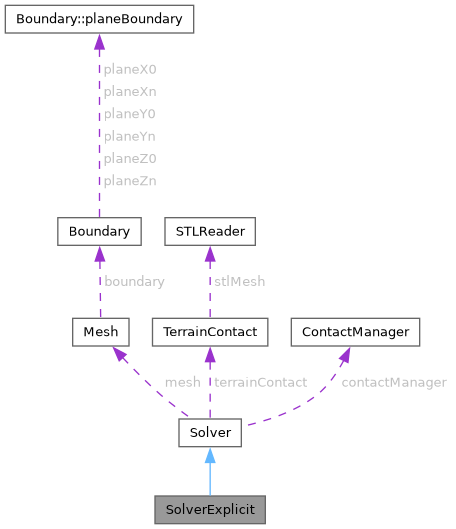 Boundary::planeBoundary
planeX0
planeXn
planeY0
planeYn
planeZ0
planeZn
Boundary
STLReader
boundary
stlMesh
Mesh
TerrainContact
ContactManager
mesh
terrainContact
contactManager
Solver
SolverExplicit